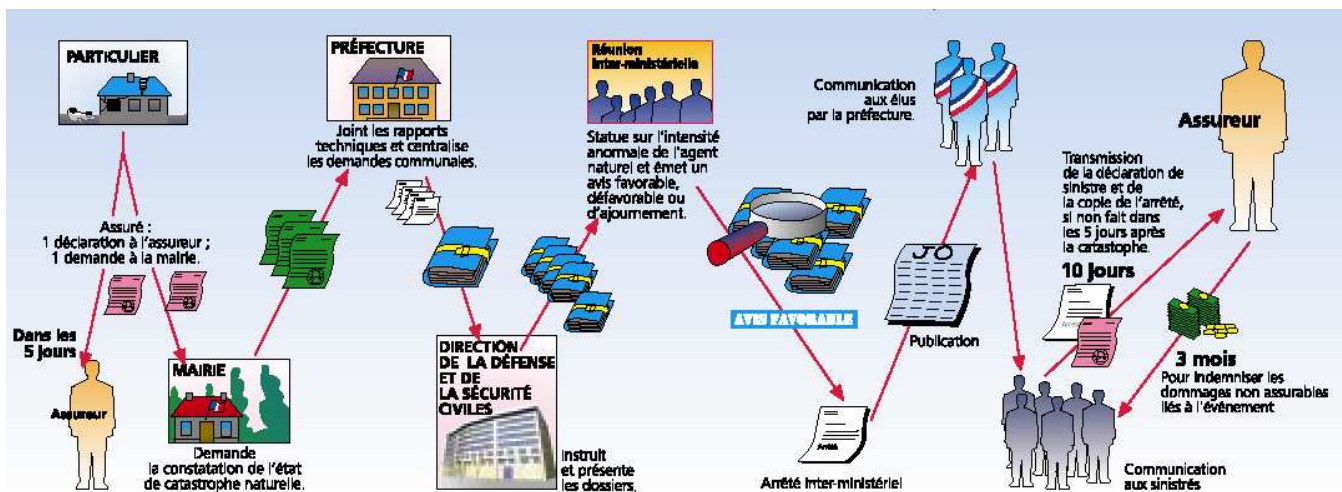 PARTICULIER
Assuré :
1 déclaration à l'assureur ;
1 demande à la mairie.
Dans les
5 jours
Assureur
MAIRIE
Demande
la constatation de l'état
de catastrophe naturelle.
PRÉFECTURE
Joint les rapports
techniques et centralise
les demandes communales.
DIRECTION
DE LA DÉFENSE
ET DE
LA SÉCURITÉ
CIVILES
Instruit
et présente
les dossiers.
Réunion
Inter-ministérielle
Statue sur l'intensité
anormale de l'agent
naturel et émet un
avis favorable,
défavorable ou
d'ajournement.
AVIS FAVORABLE
Arrêté
Arrêté inter-ministériel
JO
Publication
Communication
aux élus
par la préfecture.
Communication
aux sinistrés
Transmission
de la déclaration de
sinistre et de
la copie de l'arrêté,
si non fait dans
les 5 jours après
la catastrophe.
10 jours
Arrêté
Assureur
3 mois
Pour indemniser les
dommages non assurables
liés à l'événement